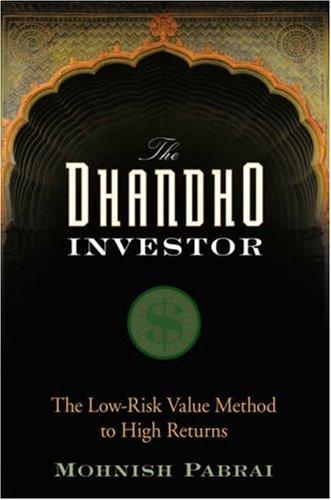 The
DHANDHO
INVESTOR
$
The Low-Risk Value Method
to High Returns
MOHNISH PABRAI